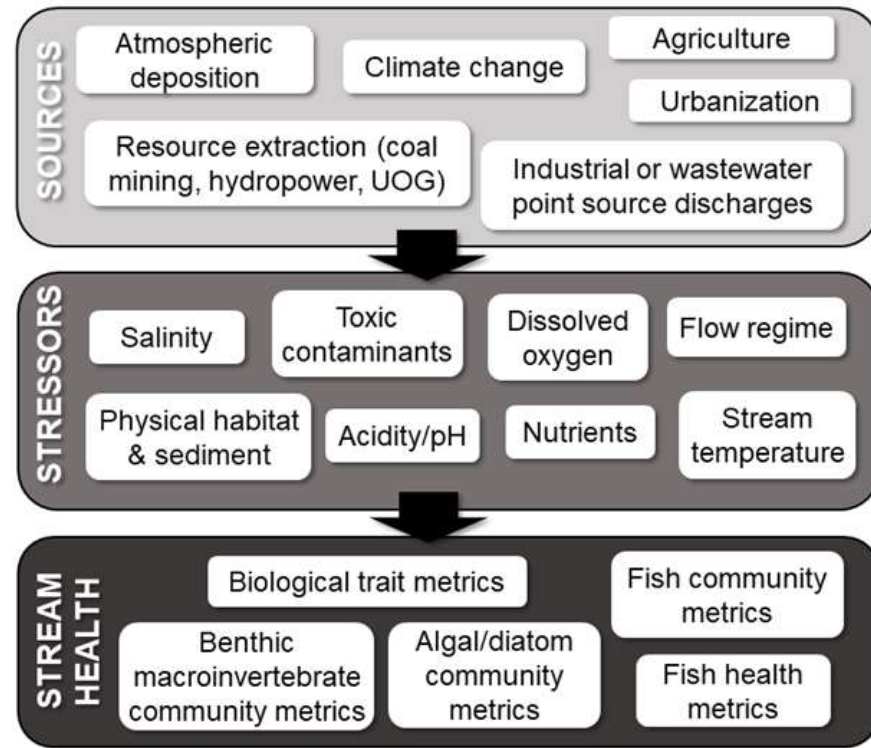 SOURCES
Atmospheric
deposition
Climate change
Agriculture
Urbanization
Resource extraction (coal
mining, hydropower, UOG)
Industrial or wastewater
point source discharges
STRESSORS
Salinity
Toxic
contaminants
Dissolved
oxygen
Flow regime
Physical habitat
& sediment
Acidity/pH
Nutrients
Stream
temperature
STREAM
HEALTH
Biological trait metrics
Fish community
metrics
Benthic
macroinvertebrate
community metrics
Algal/diatom
community
metrics
Fish health
metrics